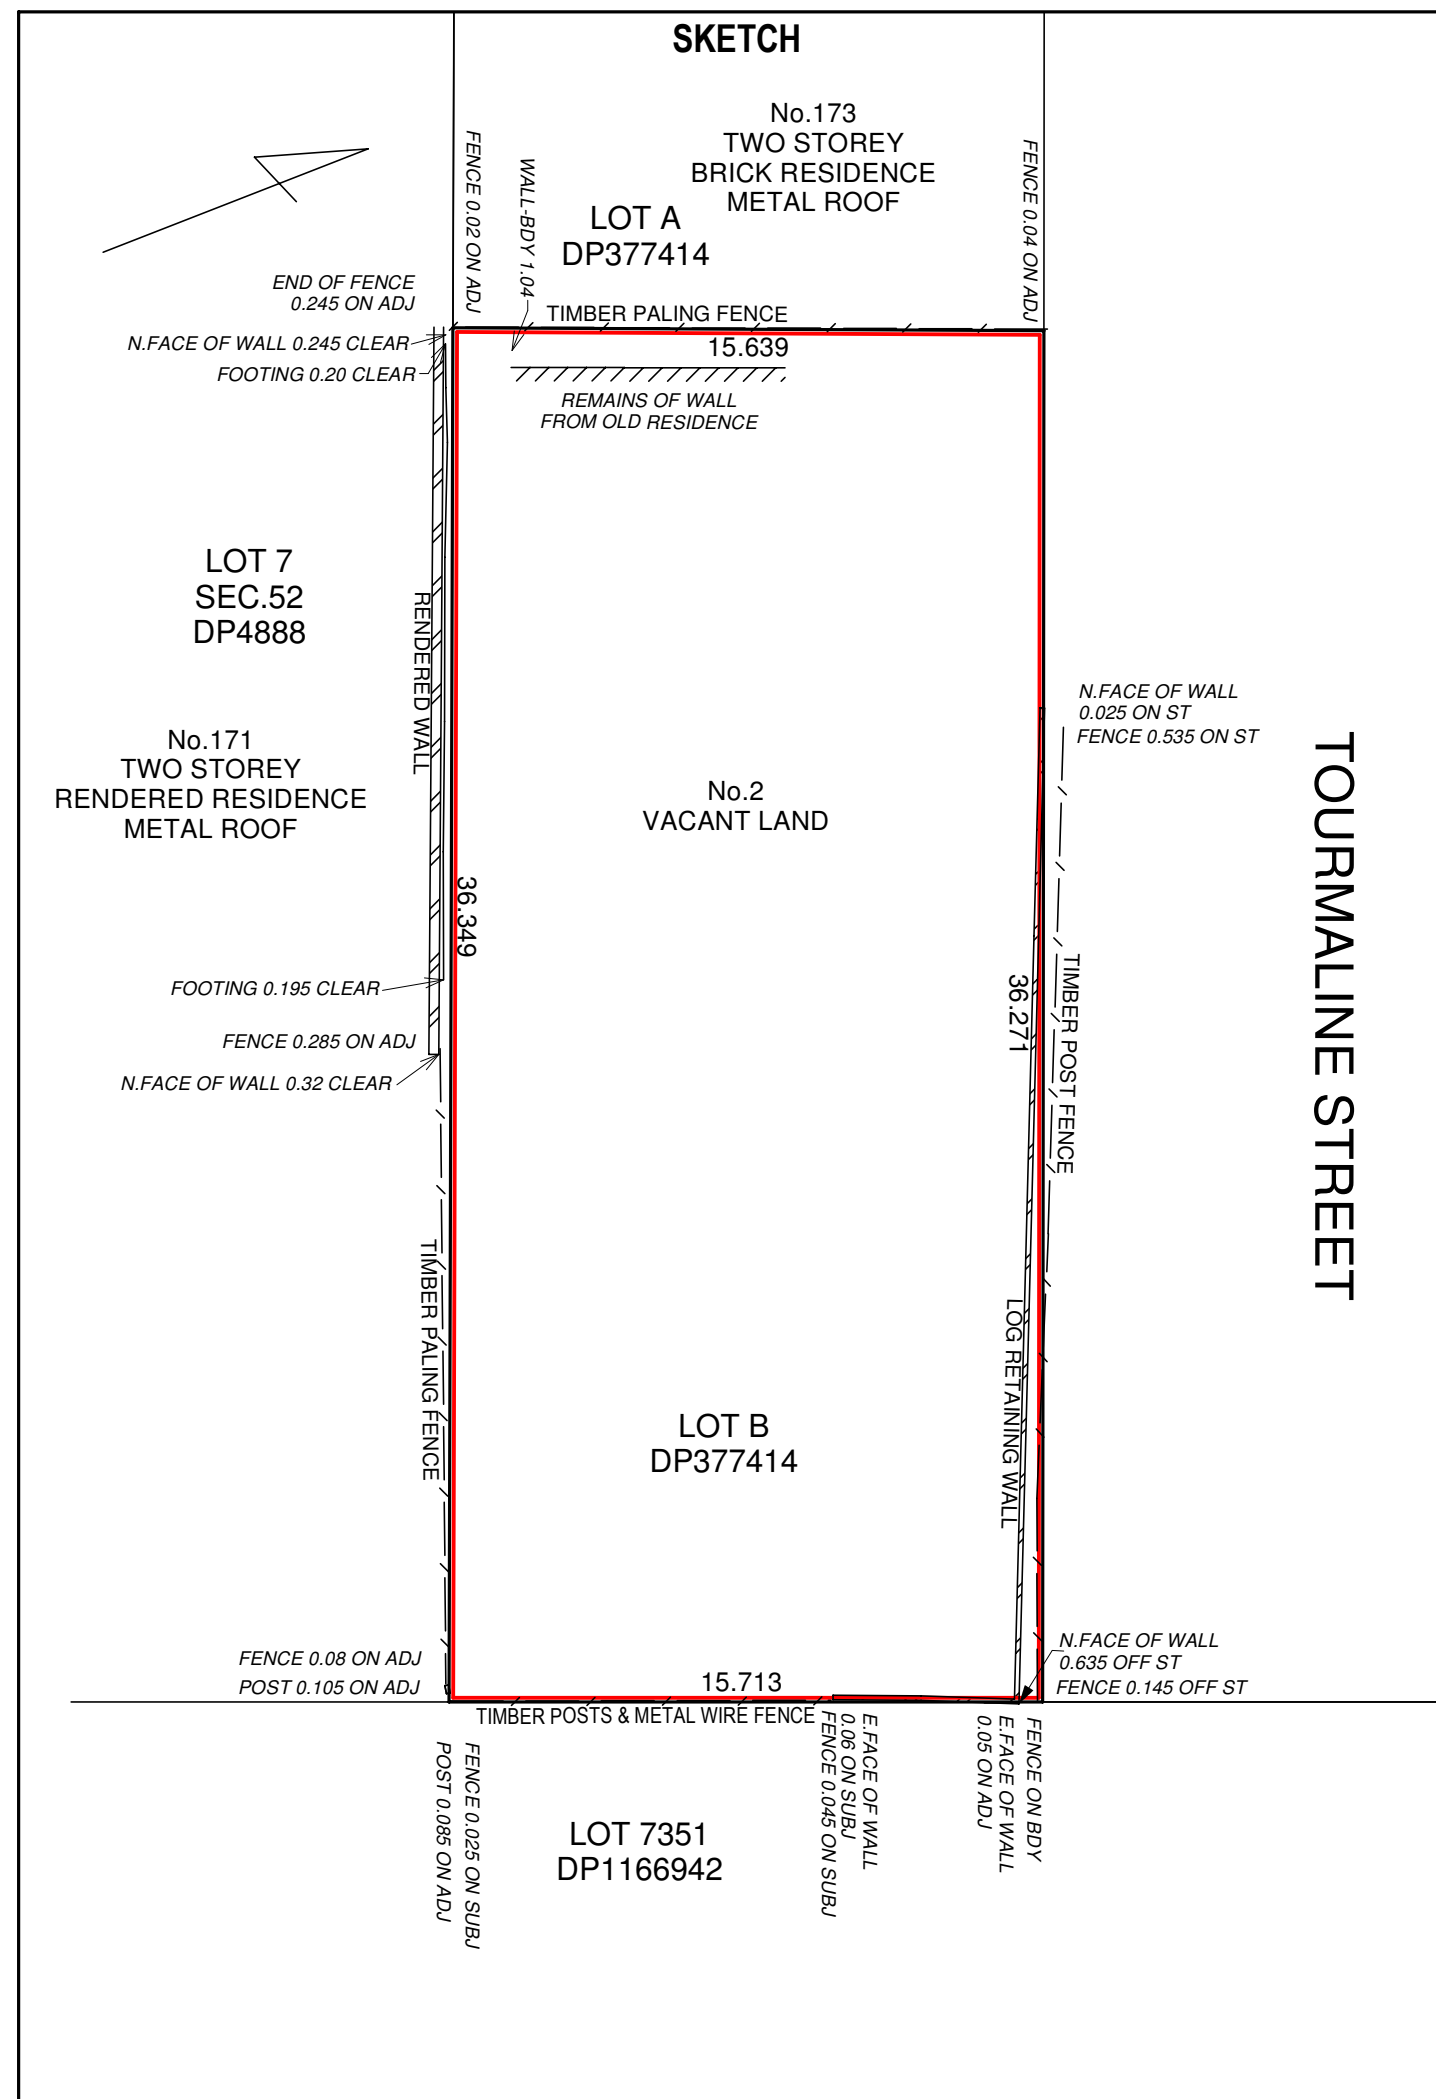 SKETCH
No.173
TWO STOREY
BRICK RESIDENCE
METAL ROOF
LOT A
DP377414
FENCE 0.02 ON ADJ
WALL-BDY 1.04
FENCE 0.04 ON ADJ
END OF FENCE
0.245 ON ADJ
TIMBER PALING FENCE
N.FACE OF WALL 0.245 CLEAR
15.639
FOOTING 0.20 CLEAR
REMAINS OF WALL
FROM OLD RESIDENCE
LOT 7
SEC.52
DP4888
RENDERED WALL
No.171
TWO STOREY
RENDERED RESIDENCE
METAL ROOF
N.FACE OF WALL
0.025 ON ST
FENCE 0.535 ON ST
TOURMALINE STREET
No.2
VACANT LAND
36.349
36.271
TIMBER POST FENCE
FOOTING 0.195 CLEAR
FENCE 0.285 ON ADJ
N.FACE OF WALL 0.32 CLEAR
TIMBER PALING FENCE
LOG RETAINING WALL
LOT B
DP377414
FENCE 0.08 ON ADJ
POST 0.105 ON ADJ
15.713
N.FACE OF WALL
0.635 OFF ST
FENCE 0.145 OFF ST
TIMBER POSTS & METAL WIRE FENCE
FENCE 0.025 ON SUBJ
POST 0.085 ON ADJ
E.FACE OF WALL
0.06 ON SUBJ
FENCE 0.045 ON SUBJ
FENCE ON BDY
E.FACE OF WALL
0.05 ON ADJ
LOT 7351
DP1166942